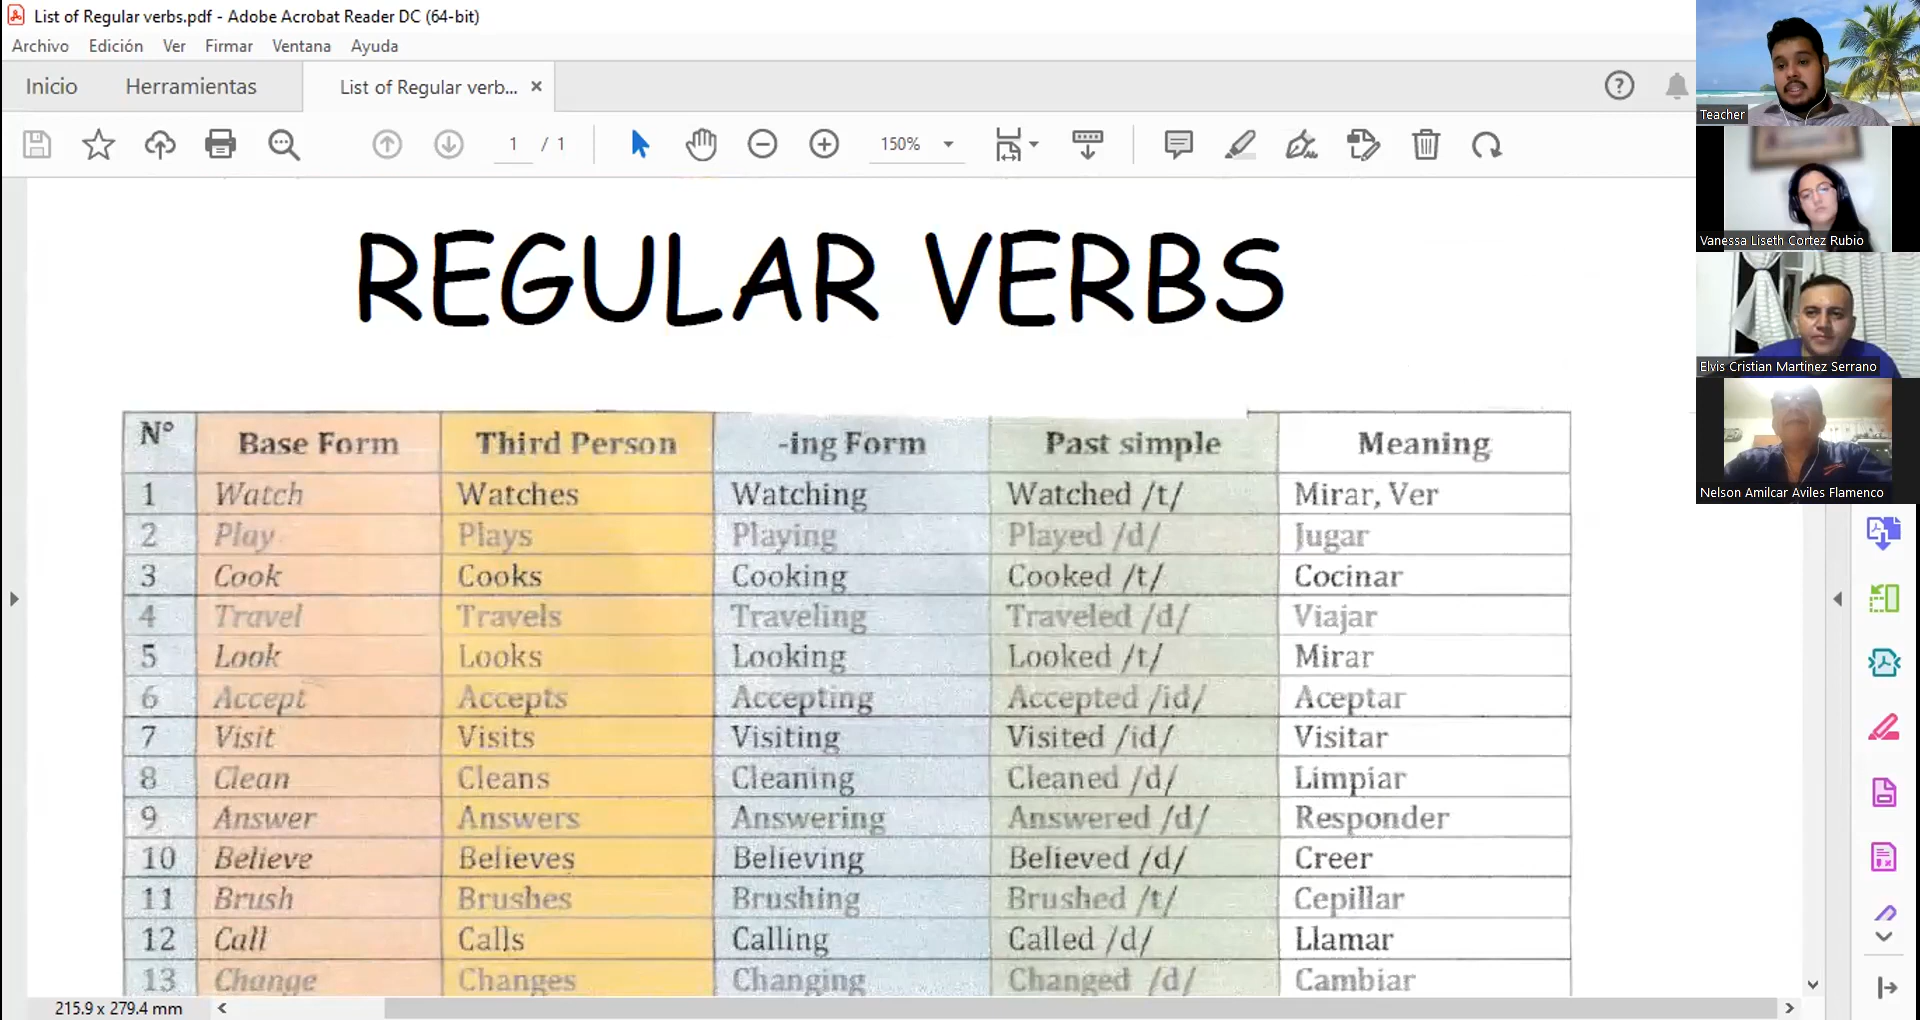 List of Regular verbs.pdf - Adobe Acrobat Reader DC (64-bit)
Archivo Edición Ver Firmar Ventana Ayuda
Inicio Herramientas List of Regular verb... ×
1 / 1 150%
REGULAR VERBS
N° Base Form Third Person -ing Form Past simple Meaning
1 Watch Watches Watching Watched /t/ Mirar, Ver
2 Play Plays Playing Played /d/ Jugar
3 Cook Cooks Cooking Cooked /t/ Cocinar
4 Travel Travels Traveling Traveled /d/ Viajar
5 Look Looks Looking Looked /t/ Mirar
6 Accept Accepts Accepting Accepted /id/ Aceptar
7 Visit Visits Visiting Visited /id/ Visitar
8 Clean Cleans Cleaning Cleaned /d/ Limpiar
9 Answer Answers Answering Answered /d/ Responder
10 Believe Believes Believing Believed /d/ Creer
11 Brush Brushes Brushing Brushed /t/ Cepillar
12 Call Calls Calling Called /d/ Llamar
13 Change Changes Changing Changed /d/ Cambiar
215.9 x 279.4 mm
Teacher
Vanessa Liseth Cortez Rubio
Elvis Cristian Martinez Serrano
Nelson Amilcar Aviles Flamenco